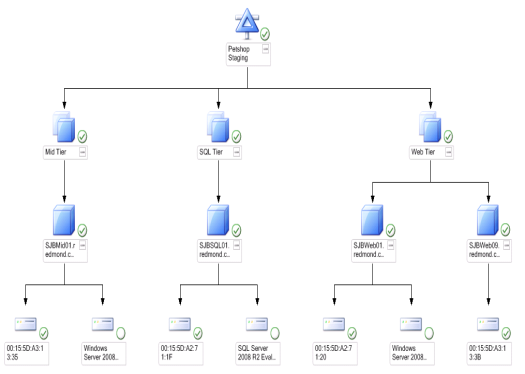 Petshop
Staging
Mid Tier
SQL Tier
Web Tier
SJBMid01.r
edmond.c..
SJBSQL01.
redmond.c..
SJBWeb01.
redmond.c..
SJBWeb09.
redmond.c..
00:15:5D:A3:1
3:35
Windows
Server 2008..
00:15:5D:A2:7
1:1F
SQL Server
2008 R2 Eval..
00:15:5D:A2:7
1:20
Windows
Server 2008..
00:15:5D:A3:1
3:3B